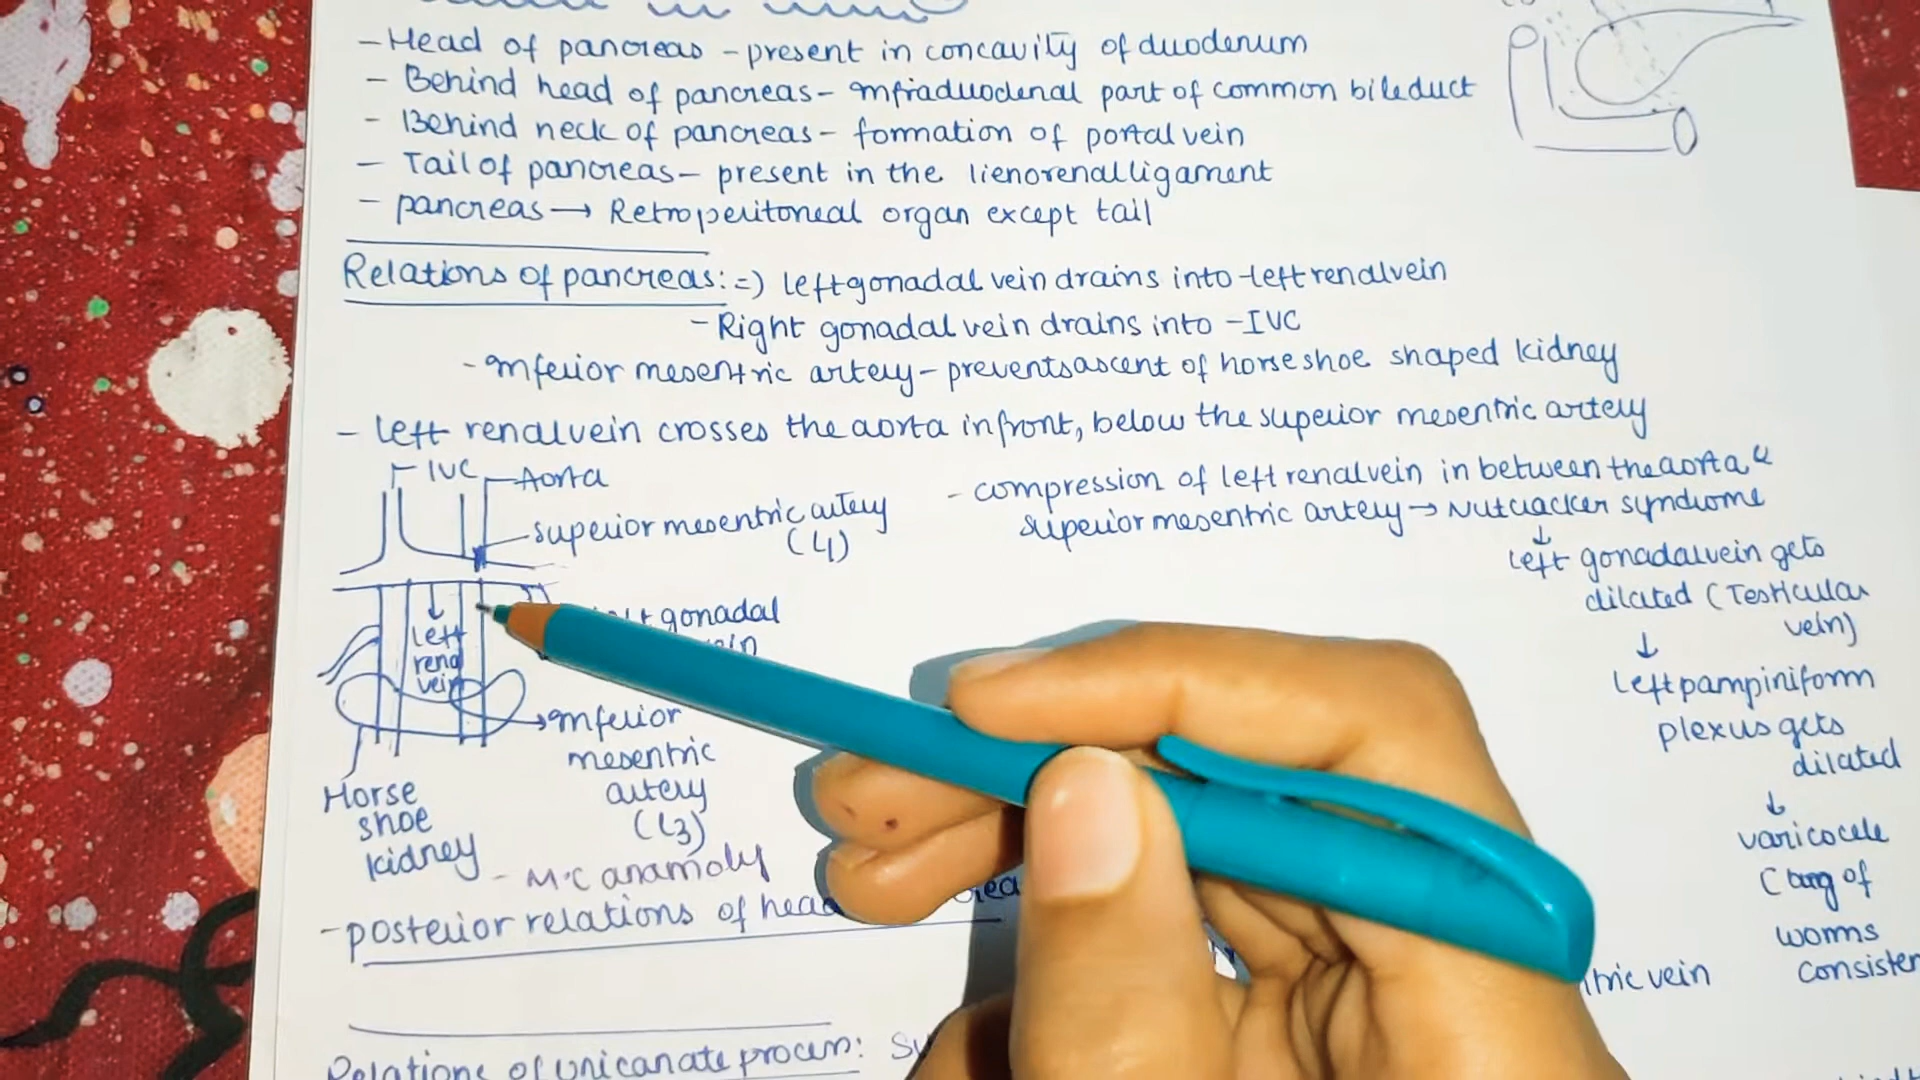 -Head of pancreas -present in concavity of duodenum
- Behind head of pancreas- infraduodenal part of common bileduct
- Behind neck of pancreas- formation of portal vein
- Tail of pancreas- present in the lienorenal ligament
- pancreas→ Retroperitoneal organ except tail
Relations of pancreas: =) left gonadal vein drains into -left renal vein
-Right gonadal vein drains into -IVC
-Inferior mesentric artery-prevents ascent of horse shoe shaped kidney
- left renal vein crosses the aorta infront, below the superior mesentric artery
IVC
Aorta
superior mesentric artery
(L1)
gonadal
left
renal
vein
Inferior
mesentric
artery
(L3)
Horse
shoe
kidney
- M.C anamoly
- compression of left renal vein in between the aorta &
superior mesentric artery→ Nutcracker syndrome
↓
left gonadal vein gets
dilated (Testicular
vein)
↓
left pampiniform
plexus gets
dilated
↓
varicocele
(bag of
worms
consisten
-posterior relations of head
tric vein
Relations of unicanate process: